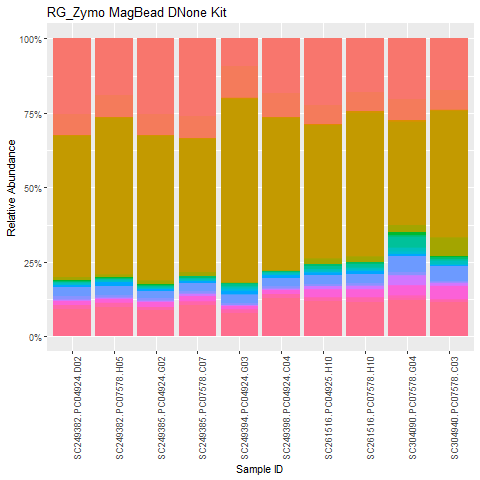 RG_Zymo MagBead DNone Kit
100%
75%
50%
25%
0%
Relative Abundance
SC249382.PC04924.D02
SC249382.PC07578.H05
SC249385.PC04924.G02
SC249385.PC07578.C07
SC249394.PC04924.G03
SC249398.PC04924.C04
SC261516.PC04925.H10
SC261516.PC07578.H10
SC304090.PC07578.G04
SC304940.PC07578.C03
Sample ID